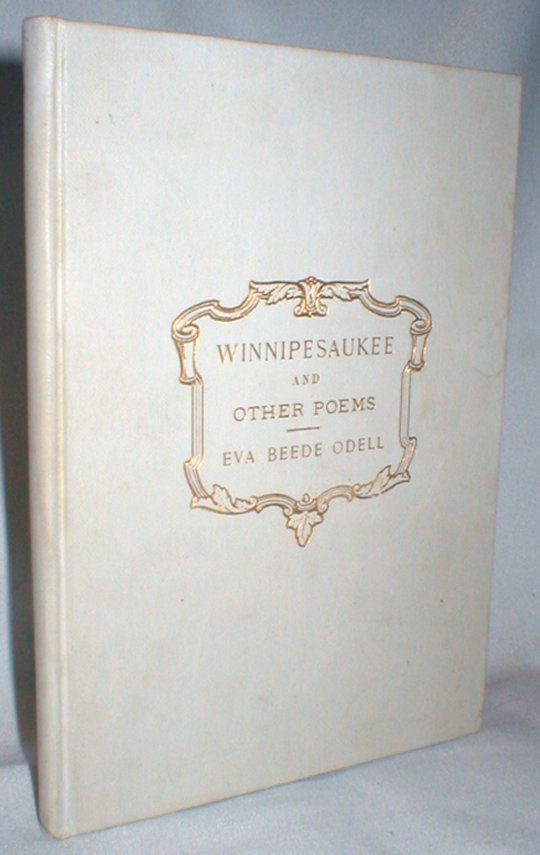 WINNIPESAUKEE
AND
OTHER POEMS
EVA BEEDE ODELL